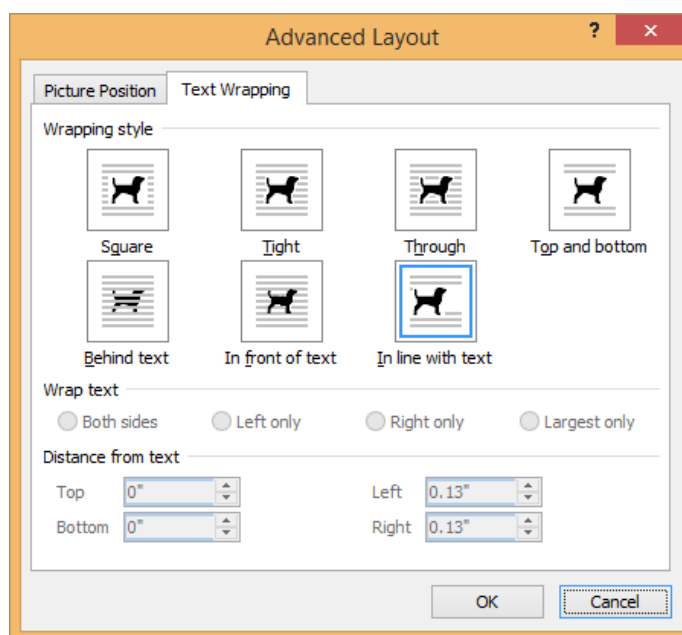 Advanced Layout ?
Picture Position Text Wrapping
Wrapping style
Square Tight Through Top and bottom
Behind text In front of text In line with text
Wrap text
Both sides Left only Right only Largest only
Distance from text
Top 0" Left 0.13"
Bottom 0" Right 0.13"
OK Cancel